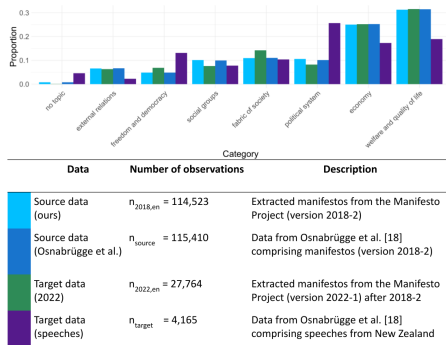 0.3
0.2
0.1
0.0
Proportion
no topic
external relations
freedom and democracy
social groups
fabric of society
political system
economy
welfare and quality of life
Category
Data Number of observations Description
Source data (ours)
n2018,en = 114,523
Extracted manifestos from the Manifesto
Project (version 2018-2)
Source data
(Osnabrügge et al.)
nsource = 115,410
Data from Osnabrügge et al. [18]
comprising manifestos (version 2018-2)
Target data
(2022)
n2022,en = 27,764
Extracted manifestos from the Manifesto
Project (version 2022-1) after 2018-2
Target data
(speeches)
ntarget = 4,165
Data from Osnabrügge et al. [18]
comprising speeches from New Zealand